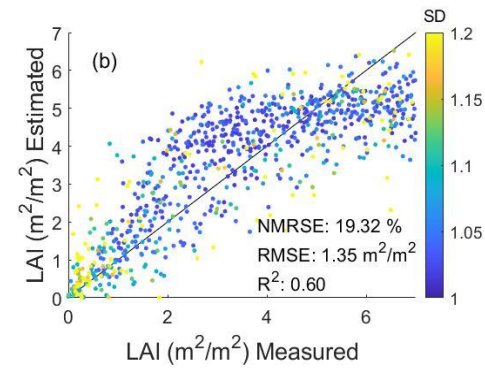 SD
7
6
5
4
3
2
1
0
LAI (m²/m²) Estimated
(b)
NMRSE: 19.32 %
RMSE: 1.35 m²/m²
R²: 0.60
0
2
4
6
LAI (m²/m²) Measured
1.2
1.15
1.1
1.05
1